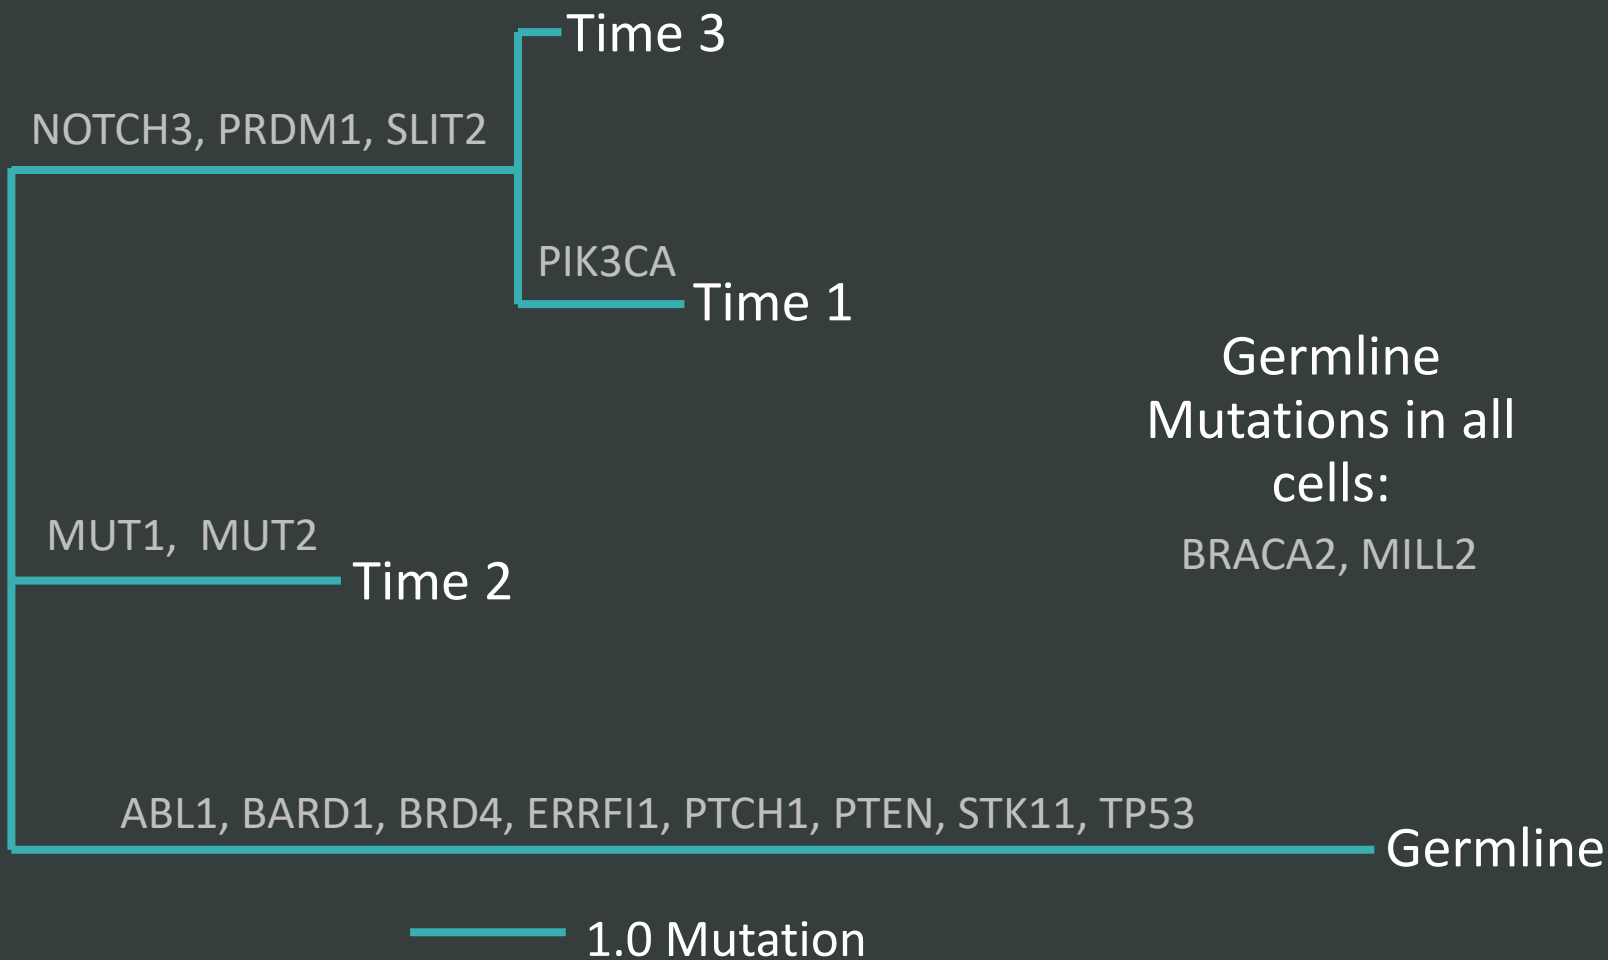 Time 3
NOTCH3, PRDM1, SLIT2
PIK3CA
Time 1
Germline
Mutations in all
cells:
BRACA2, MILL2
MUT1, MUT2
Time 2
ABL1, BARD1, BRD4, ERRFI1, PTCH1, PTEN, STK11, TP53
Germline
1.0 Mutation